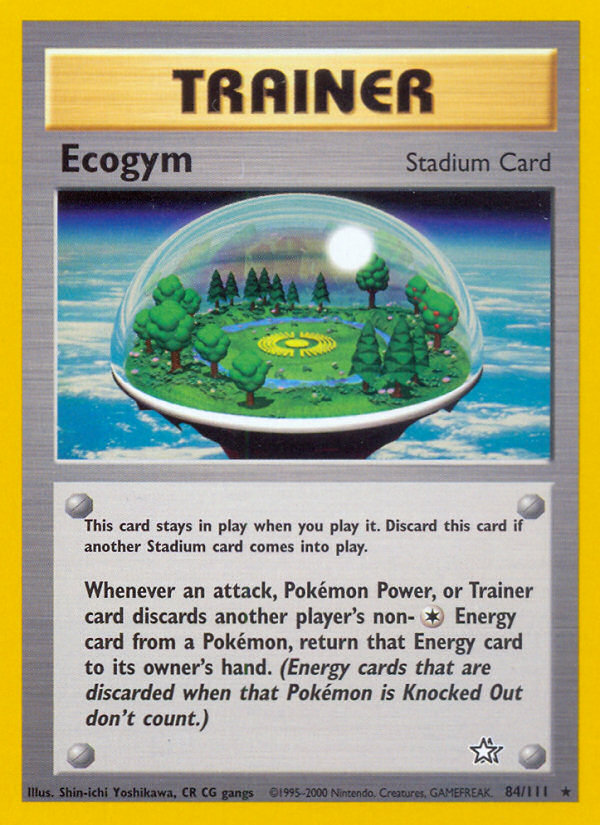 TRAINER
Ecogym
Stadium Card
This card stays in play when you play it. Discard this card if
another Stadium card comes into play.
Whenever an attack, Pokémon Power, or Trainer
card discards another player's non- Energy
card from a Pokémon, return that Energy card
to its owner's hand. (Energy cards that are
discarded when that Pokémon is Knocked Out
don't count.)
Illus. Shin-ichi Yoshikawa, CR CG gangs ©1995-2000 Nintendo. Creatures, GAMEFREAK. 84/111 ★